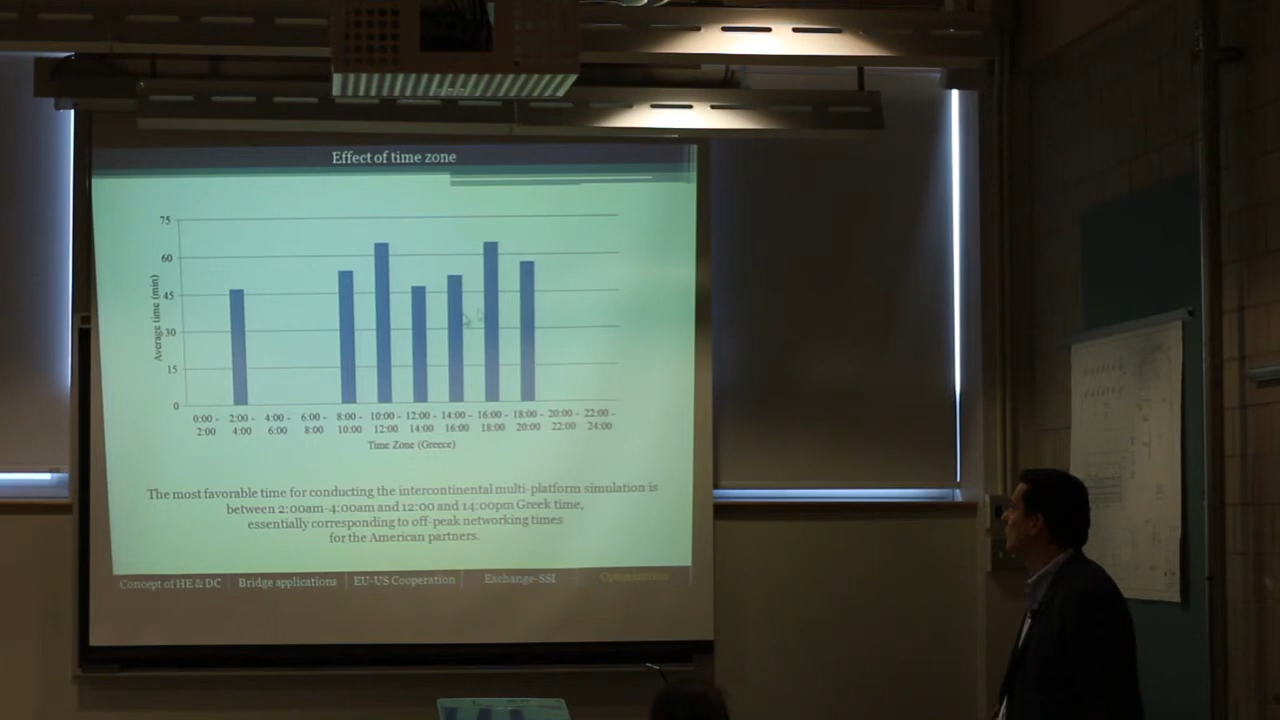 Effect of time zone
75
60
45
30
15
0
Average time (min)
0:00 - 2:00 - 4:00 - 6:00 - 8:00 - 10:00 - 12:00 - 14:00 - 16:00 - 18:00 - 20:00 - 22:00 -
2:00 4:00 6:00 8:00 10:00 12:00 14:00 16:00 18:00 20:00 22:00 24:00
Time Zone (Greece)
The most favorable time for conducting the intercontinental multi-platform simulation is
between 2:00am-4:00am and 12:00 and 14:00pm Greek time,
essentially corresponding to off-peak networking times
for the American partners.
Concept of HE & DC Bridge applications EU-US Cooperation Exchange-SSI